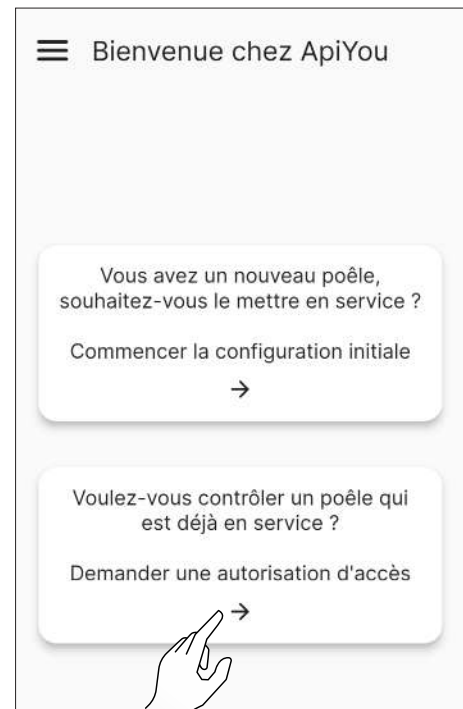 Bienvenue chez ApiYou
Vous avez un nouveau poêle,
souhaitez-vous le mettre en service ?
Commencer la configuration initiale
Voulez-vous contrôler un poêle qui
est déjà en service ?
Demander une autorisation d'accès